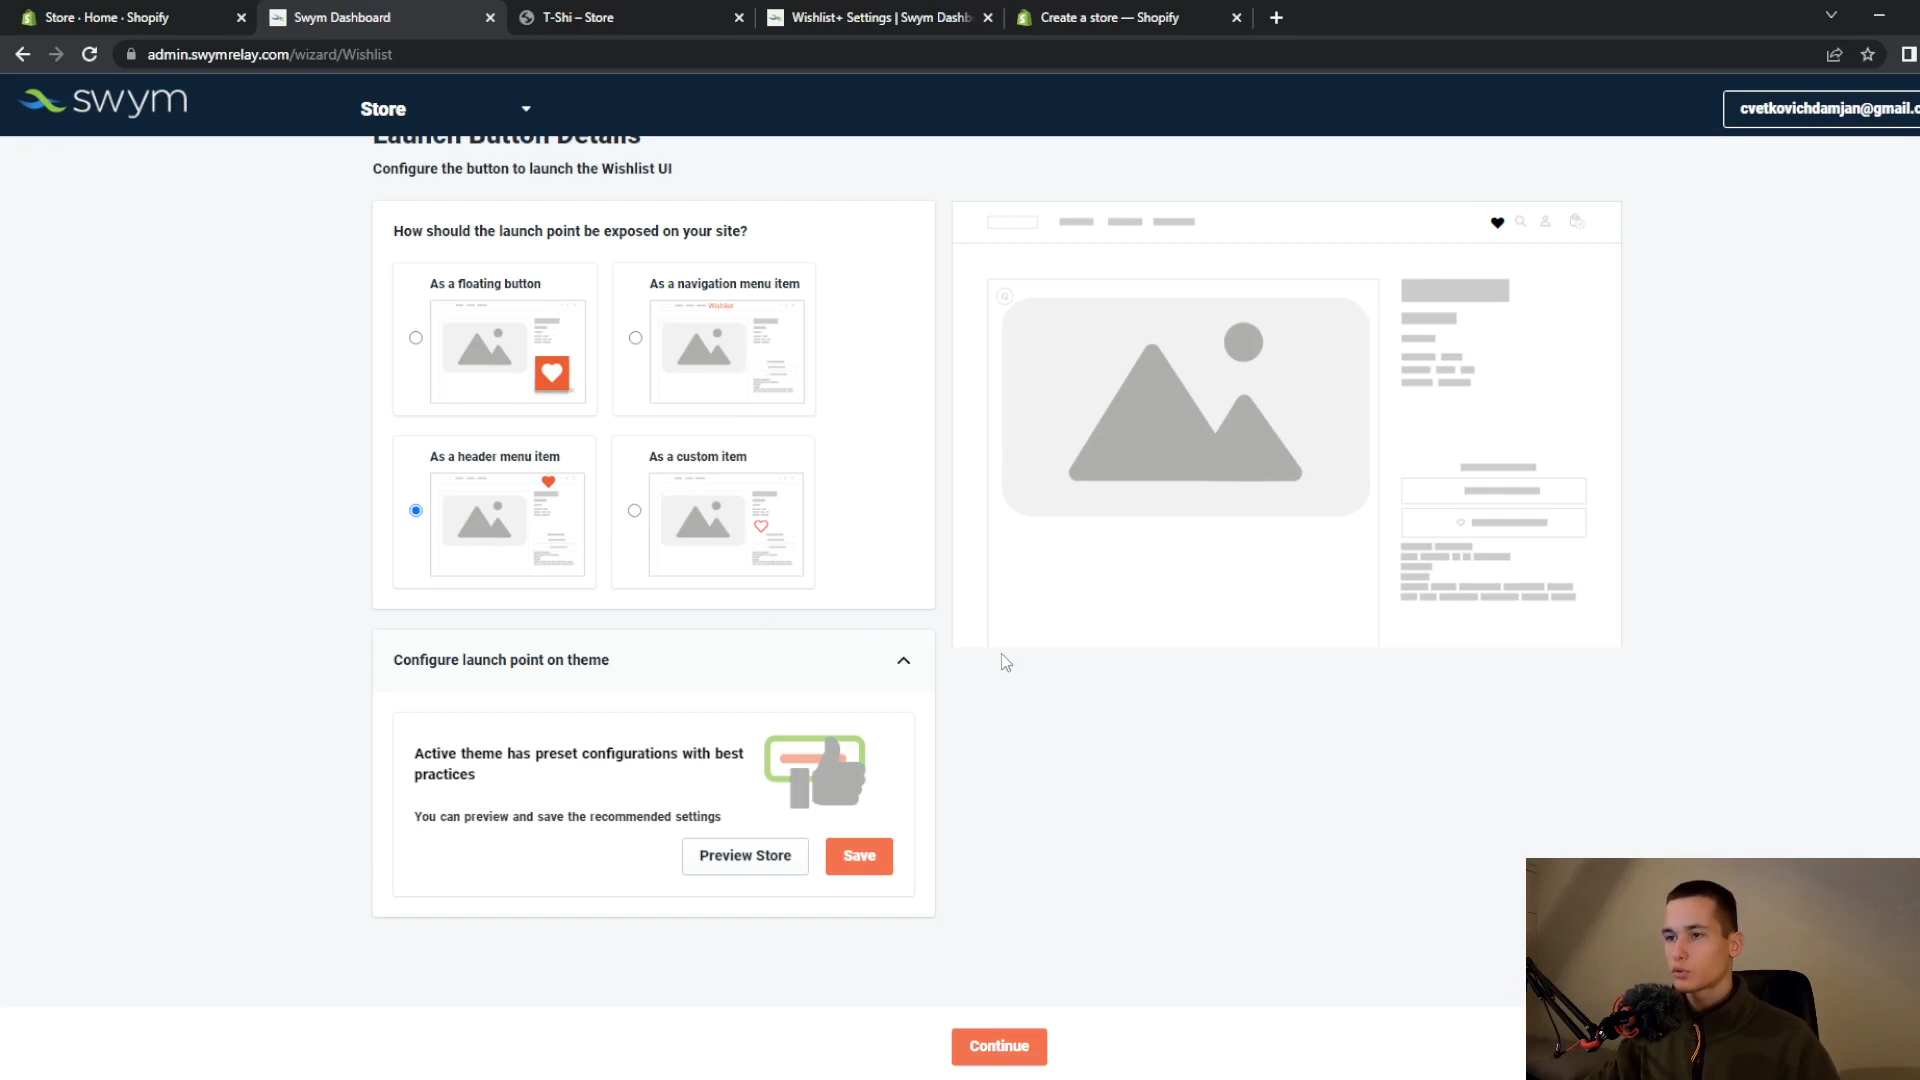 Store · Home · Shopify
Swym Dashboard
T-Shi – Store
Wishlist+ Settings | Swym Dashb
Create a store — Shopify
admin.swymrelay.com/wizard/Wishlist
swym
Store
cvetkovichdamjan@gmail.c
Launch Button Details
Configure the button to launch the Wishlist UI
How should the launch point be exposed on your site?
As a floating button
As a navigation menu item
Wishlist
As a header menu item
As a custom item
Configure launch point on theme
Active theme has preset configurations with best
practices
You can preview and save the recommended settings
Preview Store
Save
Continue